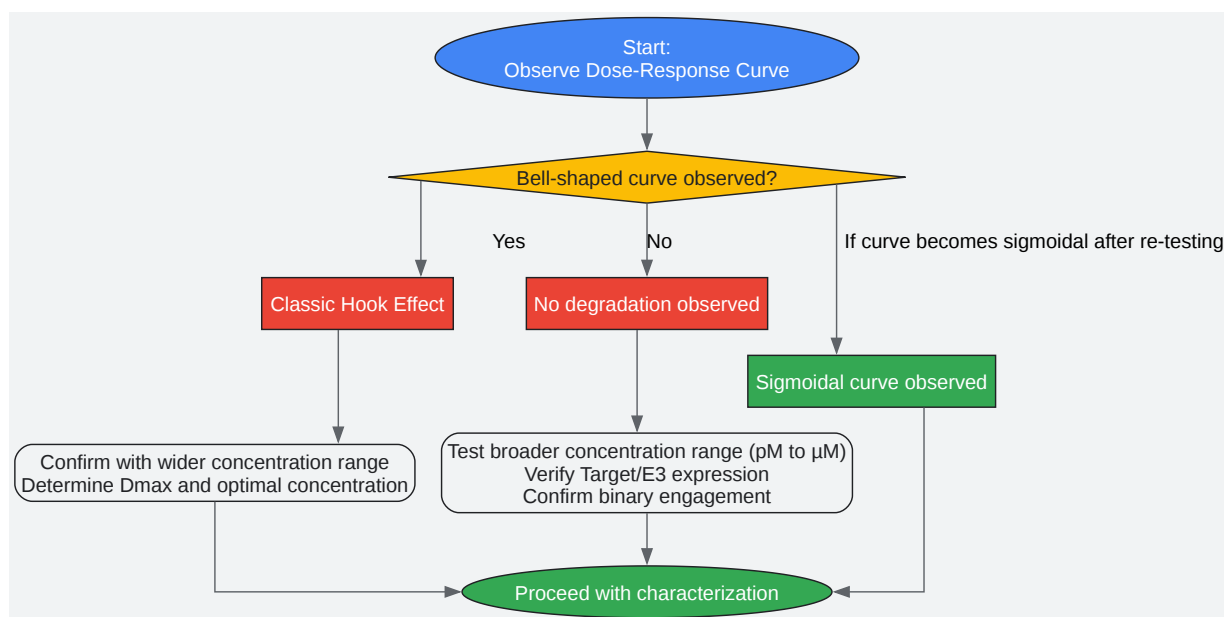 Start:
Observe Dose-Response Curve
Bell-shaped curve observed?
Yes
No
If curve becomes sigmoidal after re-testing
Classic Hook Effect
No degradation observed
Sigmoidal curve observed
Confirm with wider concentration range
Determine Dmax and optimal concentration
Test broader concentration range (pM to µM)
Verify Target/E3 expression
Confirm binary engagement
Proceed with characterization